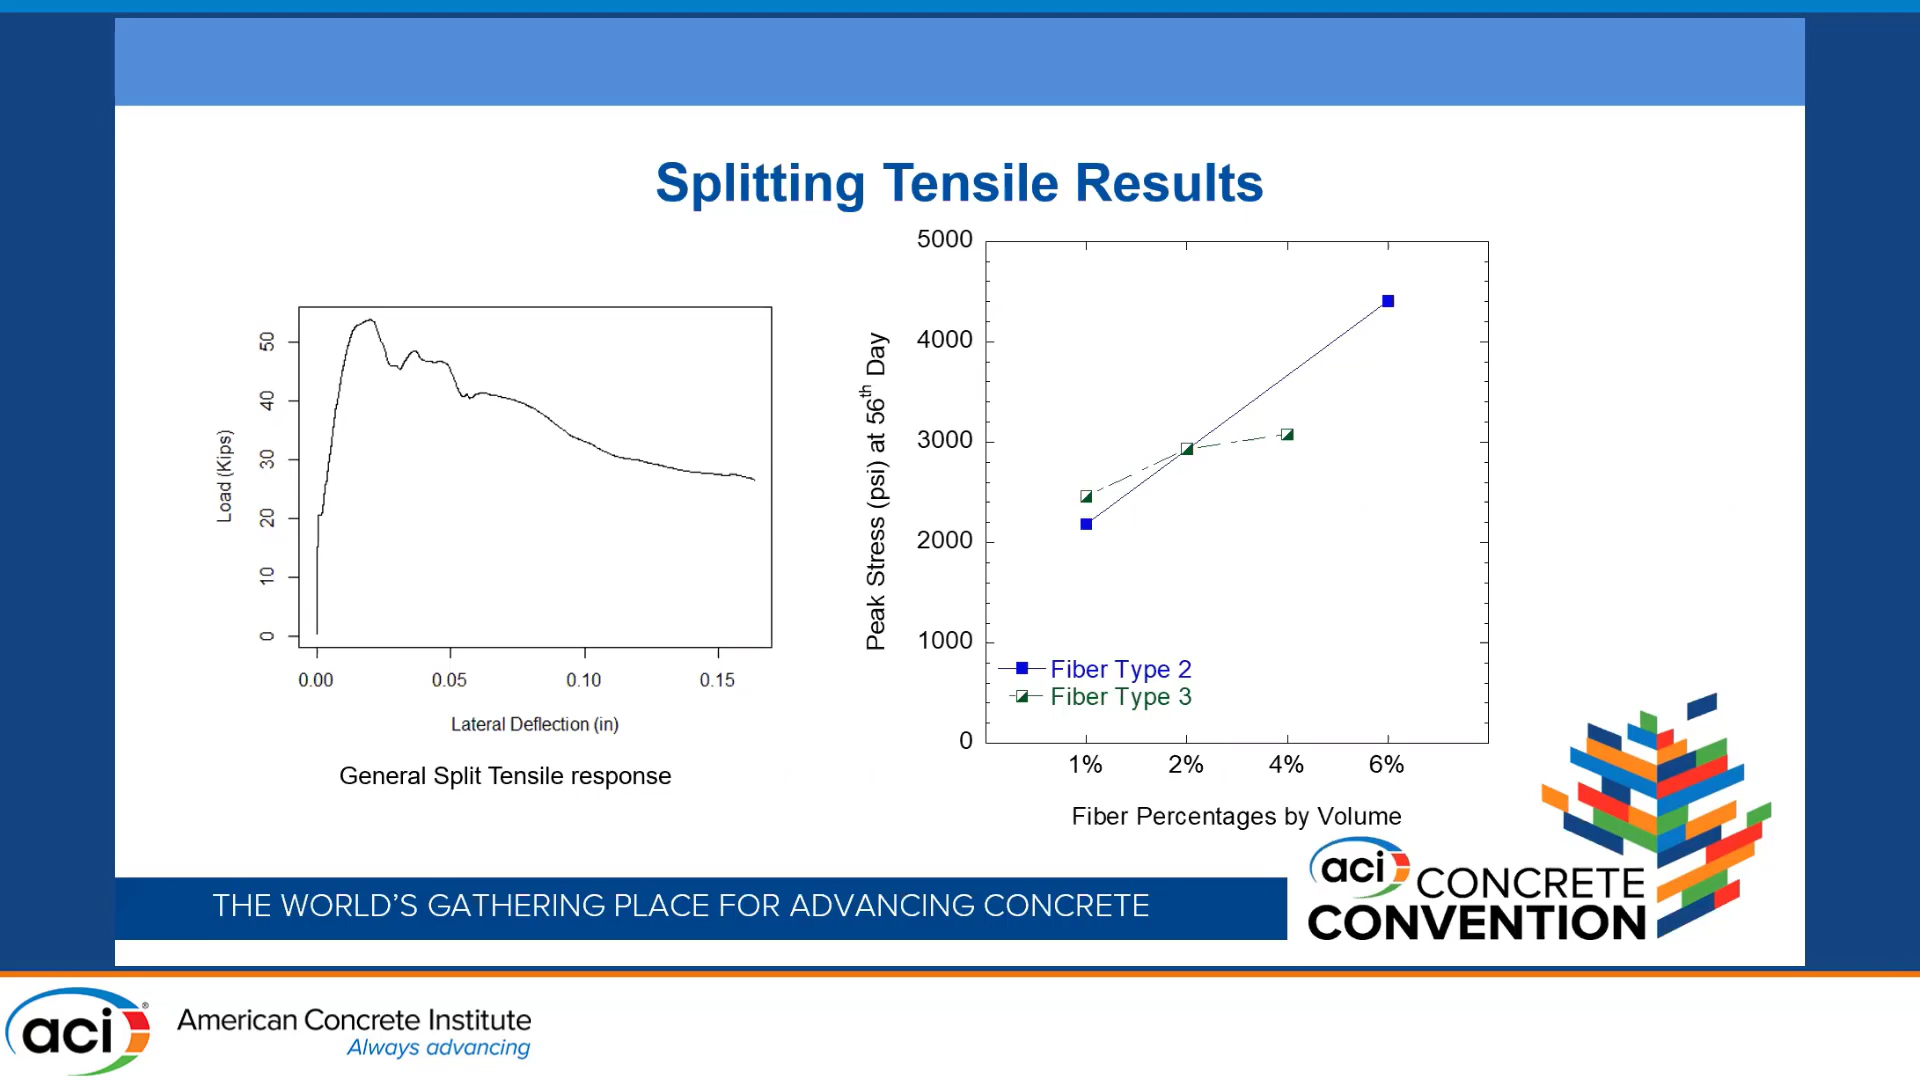 Splitting Tensile Results
50
40
30
20
10
0
Load (Kips)
0.00 0.05 0.10 0.15
Lateral Deflection (in)
General Split Tensile response
5000
4000
3000
2000
1000
0
Peak Stress (psi) at 56th Day
Fiber Type 2
Fiber Type 3
1% 2% 4% 6%
Fiber Percentages by Volume
THE WORLD'S GATHERING PLACE FOR ADVANCING CONCRETE
aci CONCRETE
CONVENTION
aci®
American Concrete Institute
Always advancing